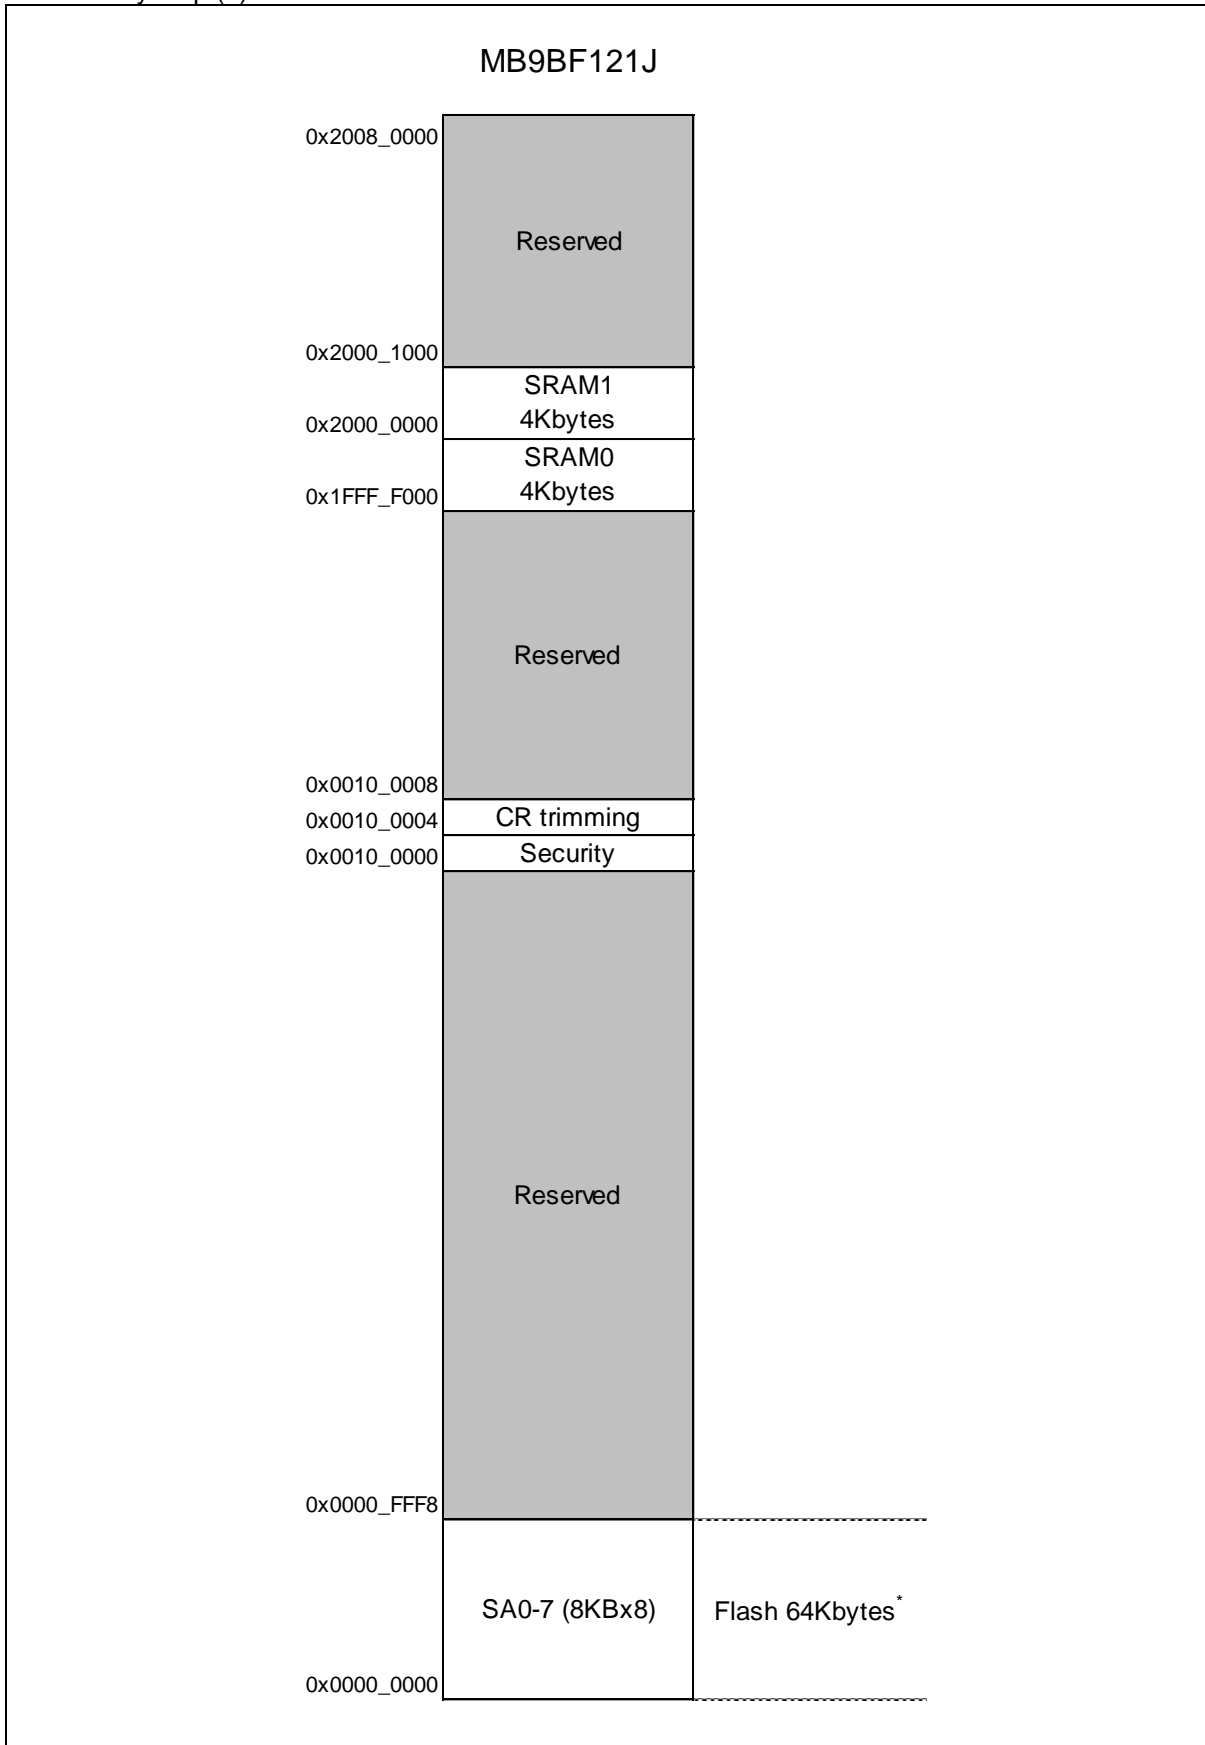 MB9BF121J
0x2008_0000
Reserved
0x2000_1000
SRAM1
4Kbytes
0x2000_0000
SRAM0
4Kbytes
0x1FFF_F000
Reserved
0x0010_0008
CR trimming
0x0010_0004
Security
0x0010_0000
Reserved
0x0000_FFF8
SA0-7 (8KBx8)
Flash 64Kbytes*
0x0000_0000